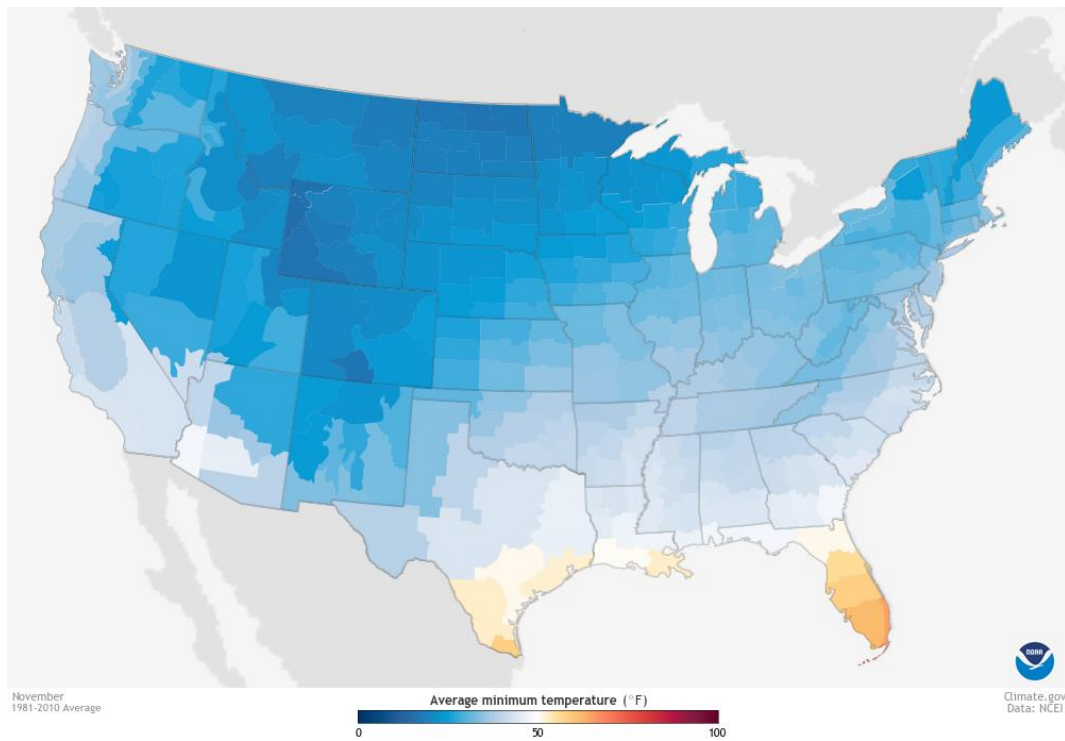 NOAA
November
1981-2010 Average
Average minimum temperature (°F)
0
50
100
Climate.gov
Data: NCEI